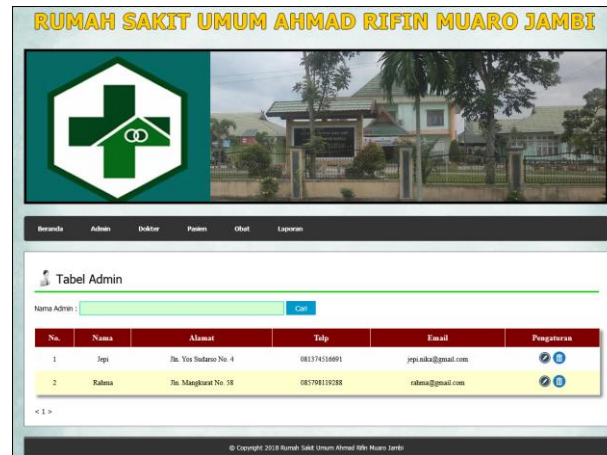 RUMAH SAKIT UMUM AHMAD RIFIN MUARO JAMBI
Beranda Admin Dokter Pasien Obat Laporan
Tabel Admin
Nama Admin : Cari
No. Nama Alamat Telp Email Pengaturan
1 Jepi Jln. Yos Sudarso No. 4 081374516691 jepi.nika@gmail.com
2 Rahma Jln. Mangkurat No. 58 085798119288 rahma@gmail.com
< 1 >
© Copyright 2018 Rumah Sakit Umum Ahmad Rifin Muaro Jambi